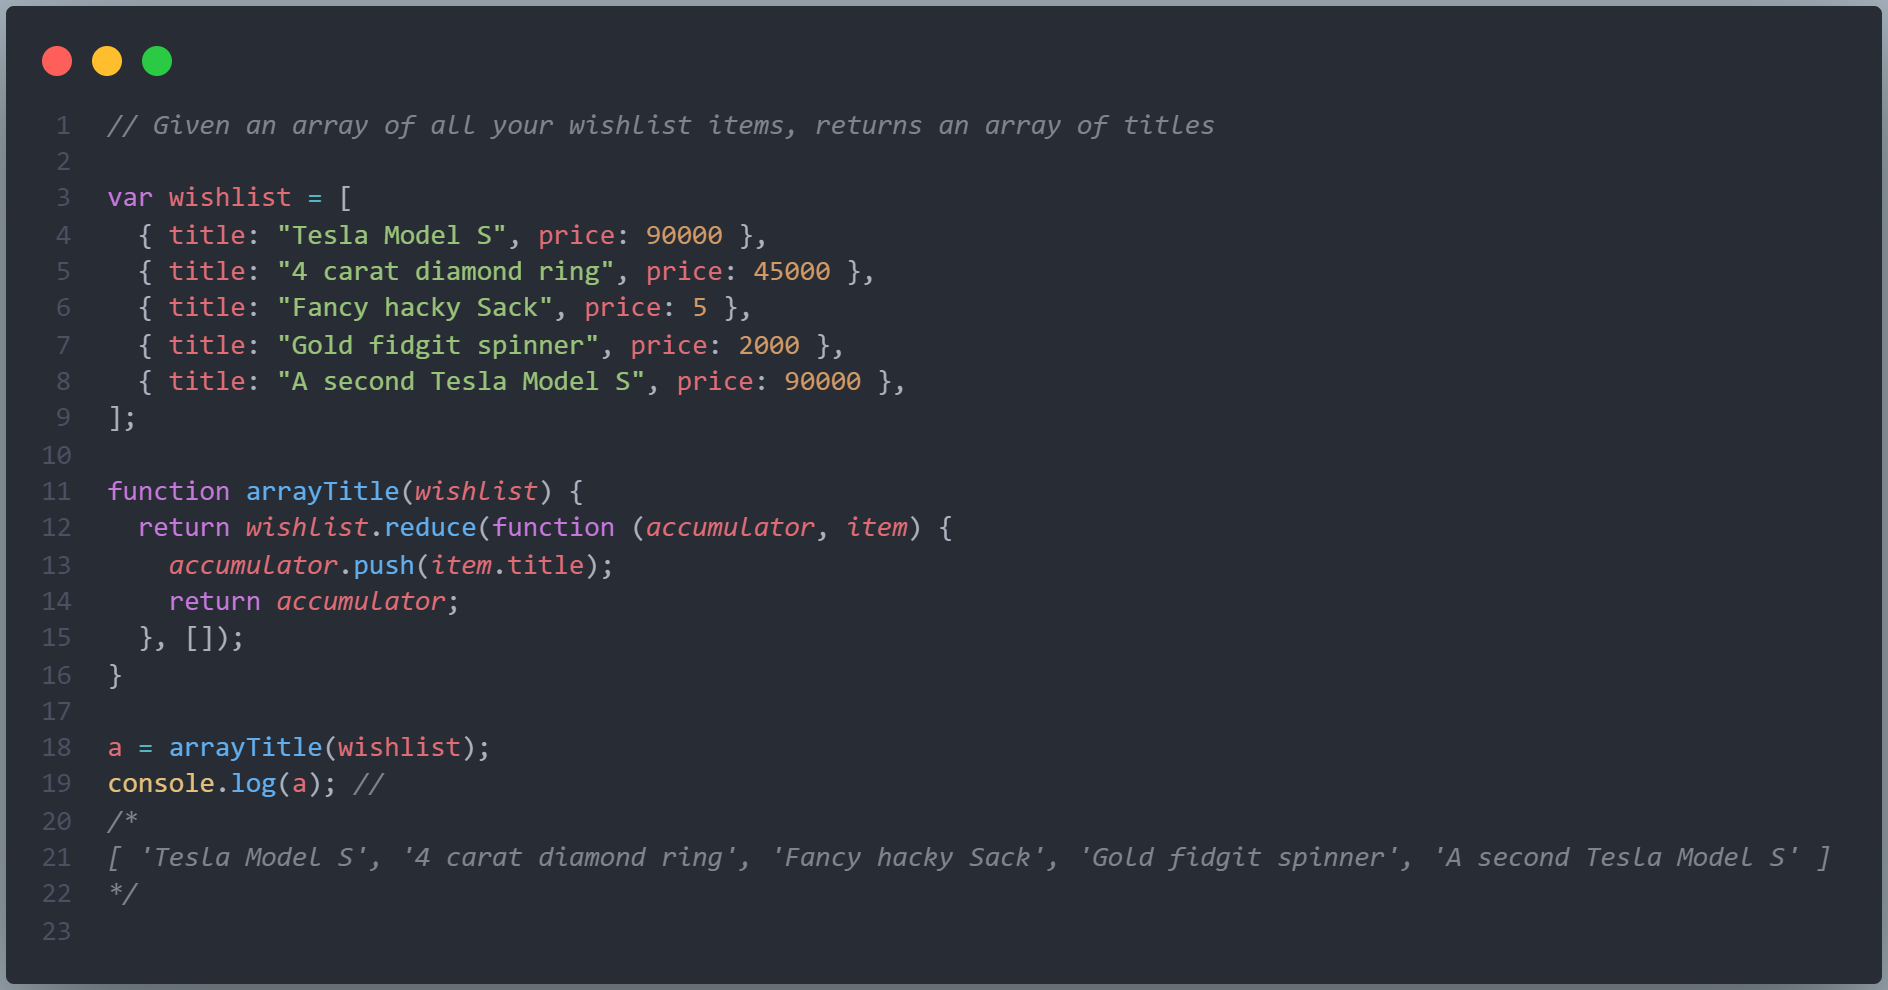 1 // Given an array of all your wishlist items, returns an array of titles
2
3 var wishlist = [
4   { title: "Tesla Model S", price: 90000 },
5   { title: "4 carat diamond ring", price: 45000 },
6   { title: "Fancy hacky Sack", price: 5 },
7   { title: "Gold fidgit spinner", price: 2000 },
8   { title: "A second Tesla Model S", price: 90000 },
9 ];
10
11 function arrayTitle(wishlist) {
12   return wishlist.reduce(function (accumulator, item) {
13     accumulator.push(item.title);
14     return accumulator;
15   }, []);
16 }
17
18 a = arrayTitle(wishlist);
19 console.log(a); //
20 /*
21 [ 'Tesla Model S', '4 carat diamond ring', 'Fancy hacky Sack', 'Gold fidgit spinner', 'A second Tesla Model S' ]
22 */
23